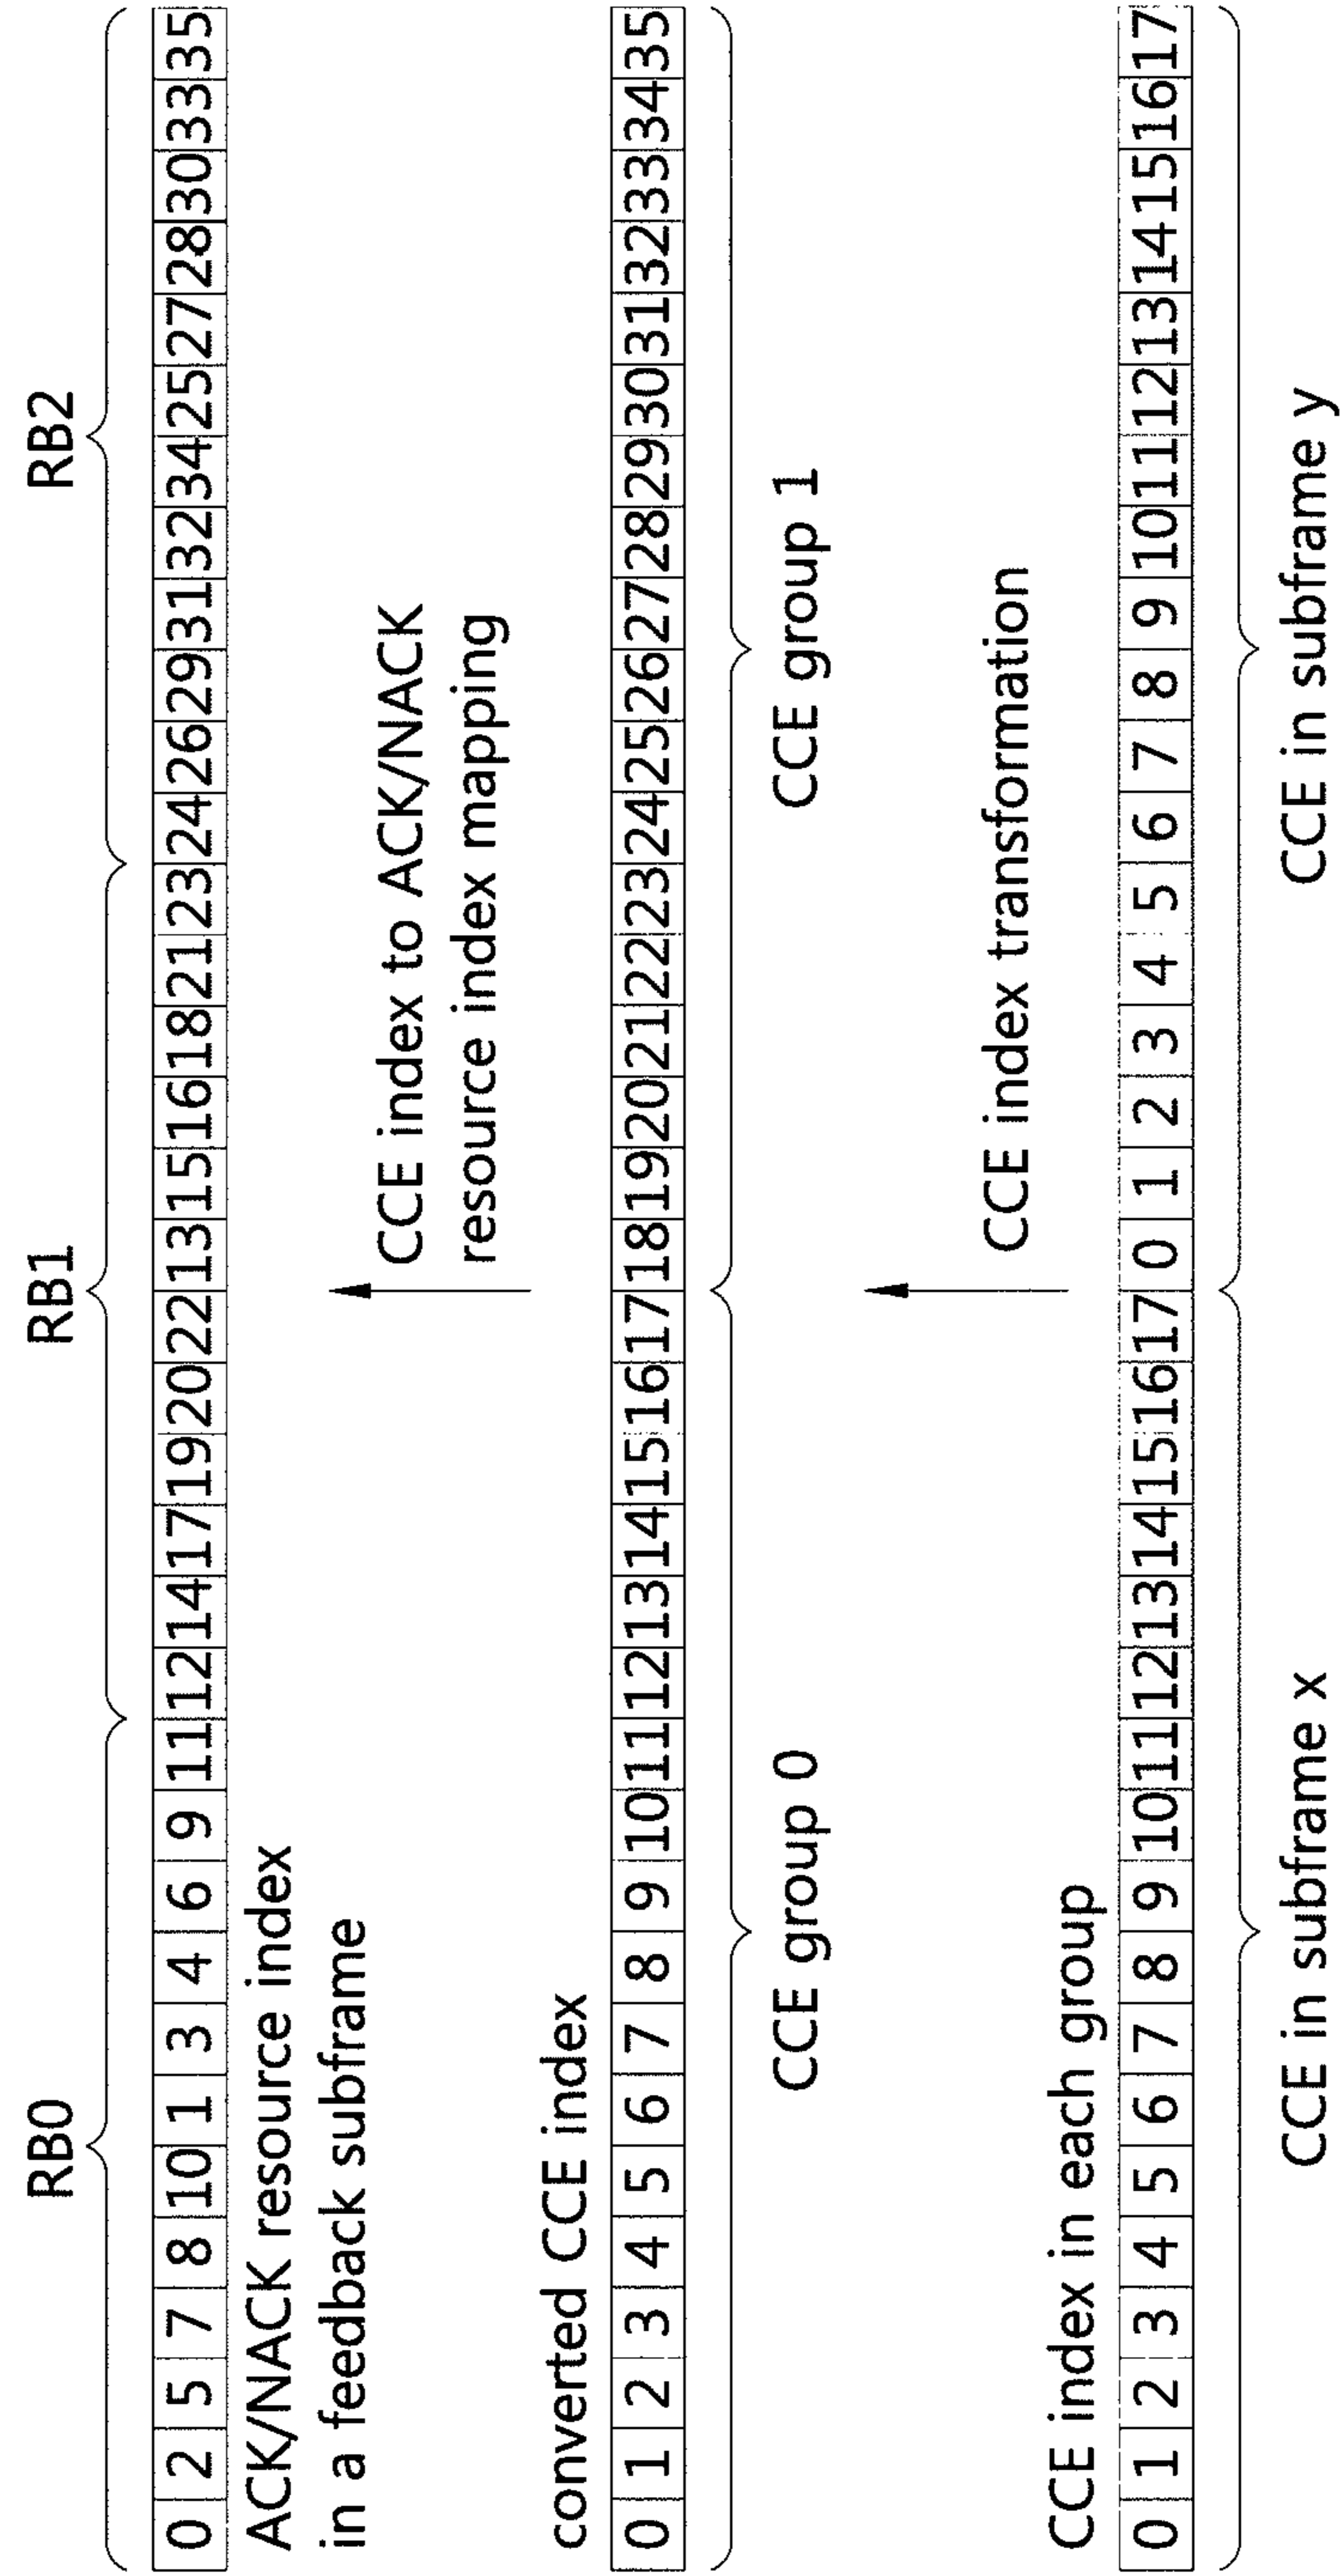 RB0 RB1 RB2
0 2 5 7 8 10 1 3 4 6 9 11 12 14 17 19 20 22 13 15 16 18 21 23 24 26 29 31 32 34 25 27 28 30 33 35
ACK/NACK resource index
in a feedback subframe
CCE index to ACK/NACK
resource index mapping
converted CCE index
0 1 2 3 4 5 6 7 8 9 10 11 12 13 14 15 16 17 18 19 20 21 22 23 24 25 26 27 28 29 30 31 32 33 34 35
CCE group 0 CCE group 1
CCE index transformation
CCE index in each group
0 1 2 3 4 5 6 7 8 9 10 11 12 13 14 15 16 17 0 1 2 3 4 5 6 7 8 9 10 11 12 13 14 15 16 17
CCE in subframe x CCE in subframe y